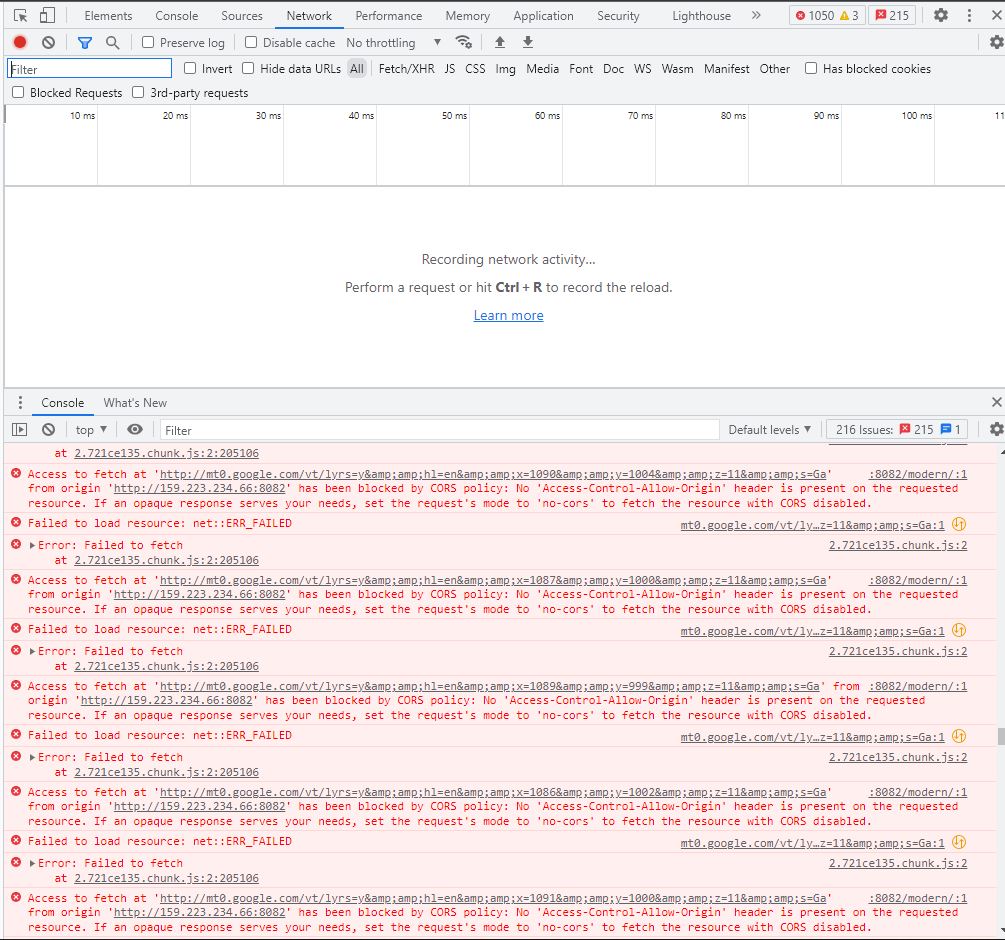 Elements Console Sources Network Performance Memory Application Security Lighthouse » 1050 3 215
Preserve log Disable cache No throttling
Filter Invert Hide data URLs All Fetch/XHR JS CSS Img Media Font Doc WS Wasm Manifest Other Has blocked cookies
Blocked Requests 3rd-party requests
10 ms 20 ms 30 ms 40 ms 50 ms 60 ms 70 ms 80 ms 90 ms 100 ms 11
Recording network activity...
Perform a request or hit Ctrl + R to record the reload.
Learn more
Console What's New
top Filter Default levels 216 Issues: 215 1
at 2.721ce135.chunk.js:2:205106
Access to fetch at 'http://mt0.google.com/vt/lyrs=y&amp;amp;hl=en&amp;amp;x=1090&amp;amp;y=1004&amp;amp;z=11&amp;amp;s=Ga' :8082/modern/:1
from origin 'http://159.223.234.66:8082' has been blocked by CORS policy: No 'Access-Control-Allow-Origin' header is present on the requested
resource. If an opaque response serves your needs, set the request's mode to 'no-cors' to fetch the resource with CORS disabled.
Failed to load resource: net::ERR_FAILED mt0.google.com/vt/ly…z=11&amp;amp;s=Ga:1
Error: Failed to fetch 2.721ce135.chunk.js:2
at 2.721ce135.chunk.js:2:205106
Access to fetch at 'http://mt0.google.com/vt/lyrs=y&amp;amp;hl=en&amp;amp;x=1087&amp;amp;y=1000&amp;amp;z=11&amp;amp;s=Ga' :8082/modern/:1
from origin 'http://159.223.234.66:8082' has been blocked by CORS policy: No 'Access-Control-Allow-Origin' header is present on the requested
resource. If an opaque response serves your needs, set the request's mode to 'no-cors' to fetch the resource with CORS disabled.
Failed to load resource: net::ERR_FAILED mt0.google.com/vt/ly…z=11&amp;amp;s=Ga:1
Error: Failed to fetch 2.721ce135.chunk.js:2
at 2.721ce135.chunk.js:2:205106
Access to fetch at 'http://mt0.google.com/vt/lyrs=y&amp;amp;hl=en&amp;amp;x=1089&amp;amp;y=999&amp;amp;z=11&amp;amp;s=Ga' from :8082/modern/:1
origin 'http://159.223.234.66:8082' has been blocked by CORS policy: No 'Access-Control-Allow-Origin' header is present on the requested
resource. If an opaque response serves your needs, set the request's mode to 'no-cors' to fetch the resource with CORS disabled.
Failed to load resource: net::ERR_FAILED mt0.google.com/vt/ly…z=11&amp;amp;s=Ga:1
Error: Failed to fetch 2.721ce135.chunk.js:2
at 2.721ce135.chunk.js:2:205106
Access to fetch at 'http://mt0.google.com/vt/lyrs=y&amp;amp;hl=en&amp;amp;x=1086&amp;amp;y=1002&amp;amp;z=11&amp;amp;s=Ga' :8082/modern/:1
from origin 'http://159.223.234.66:8082' has been blocked by CORS policy: No 'Access-Control-Allow-Origin' header is present on the requested
resource. If an opaque response serves your needs, set the request's mode to 'no-cors' to fetch the resource with CORS disabled.
Failed to load resource: net::ERR_FAILED mt0.google.com/vt/ly…z=11&amp;amp;s=Ga:1
Error: Failed to fetch 2.721ce135.chunk.js:2
at 2.721ce135.chunk.js:2:205106
Access to fetch at 'http://mt0.google.com/vt/lyrs=y&amp;amp;hl=en&amp;amp;x=1091&amp;amp;y=1000&amp;amp;z=11&amp;amp;s=Ga' :8082/modern/:1
from origin 'http://159.223.234.66:8082' has been blocked by CORS policy: No 'Access-Control-Allow-Origin' header is present on the requested
resource. If an opaque response serves your needs, set the request's mode to 'no-cors' to fetch the resource with CORS disabled.